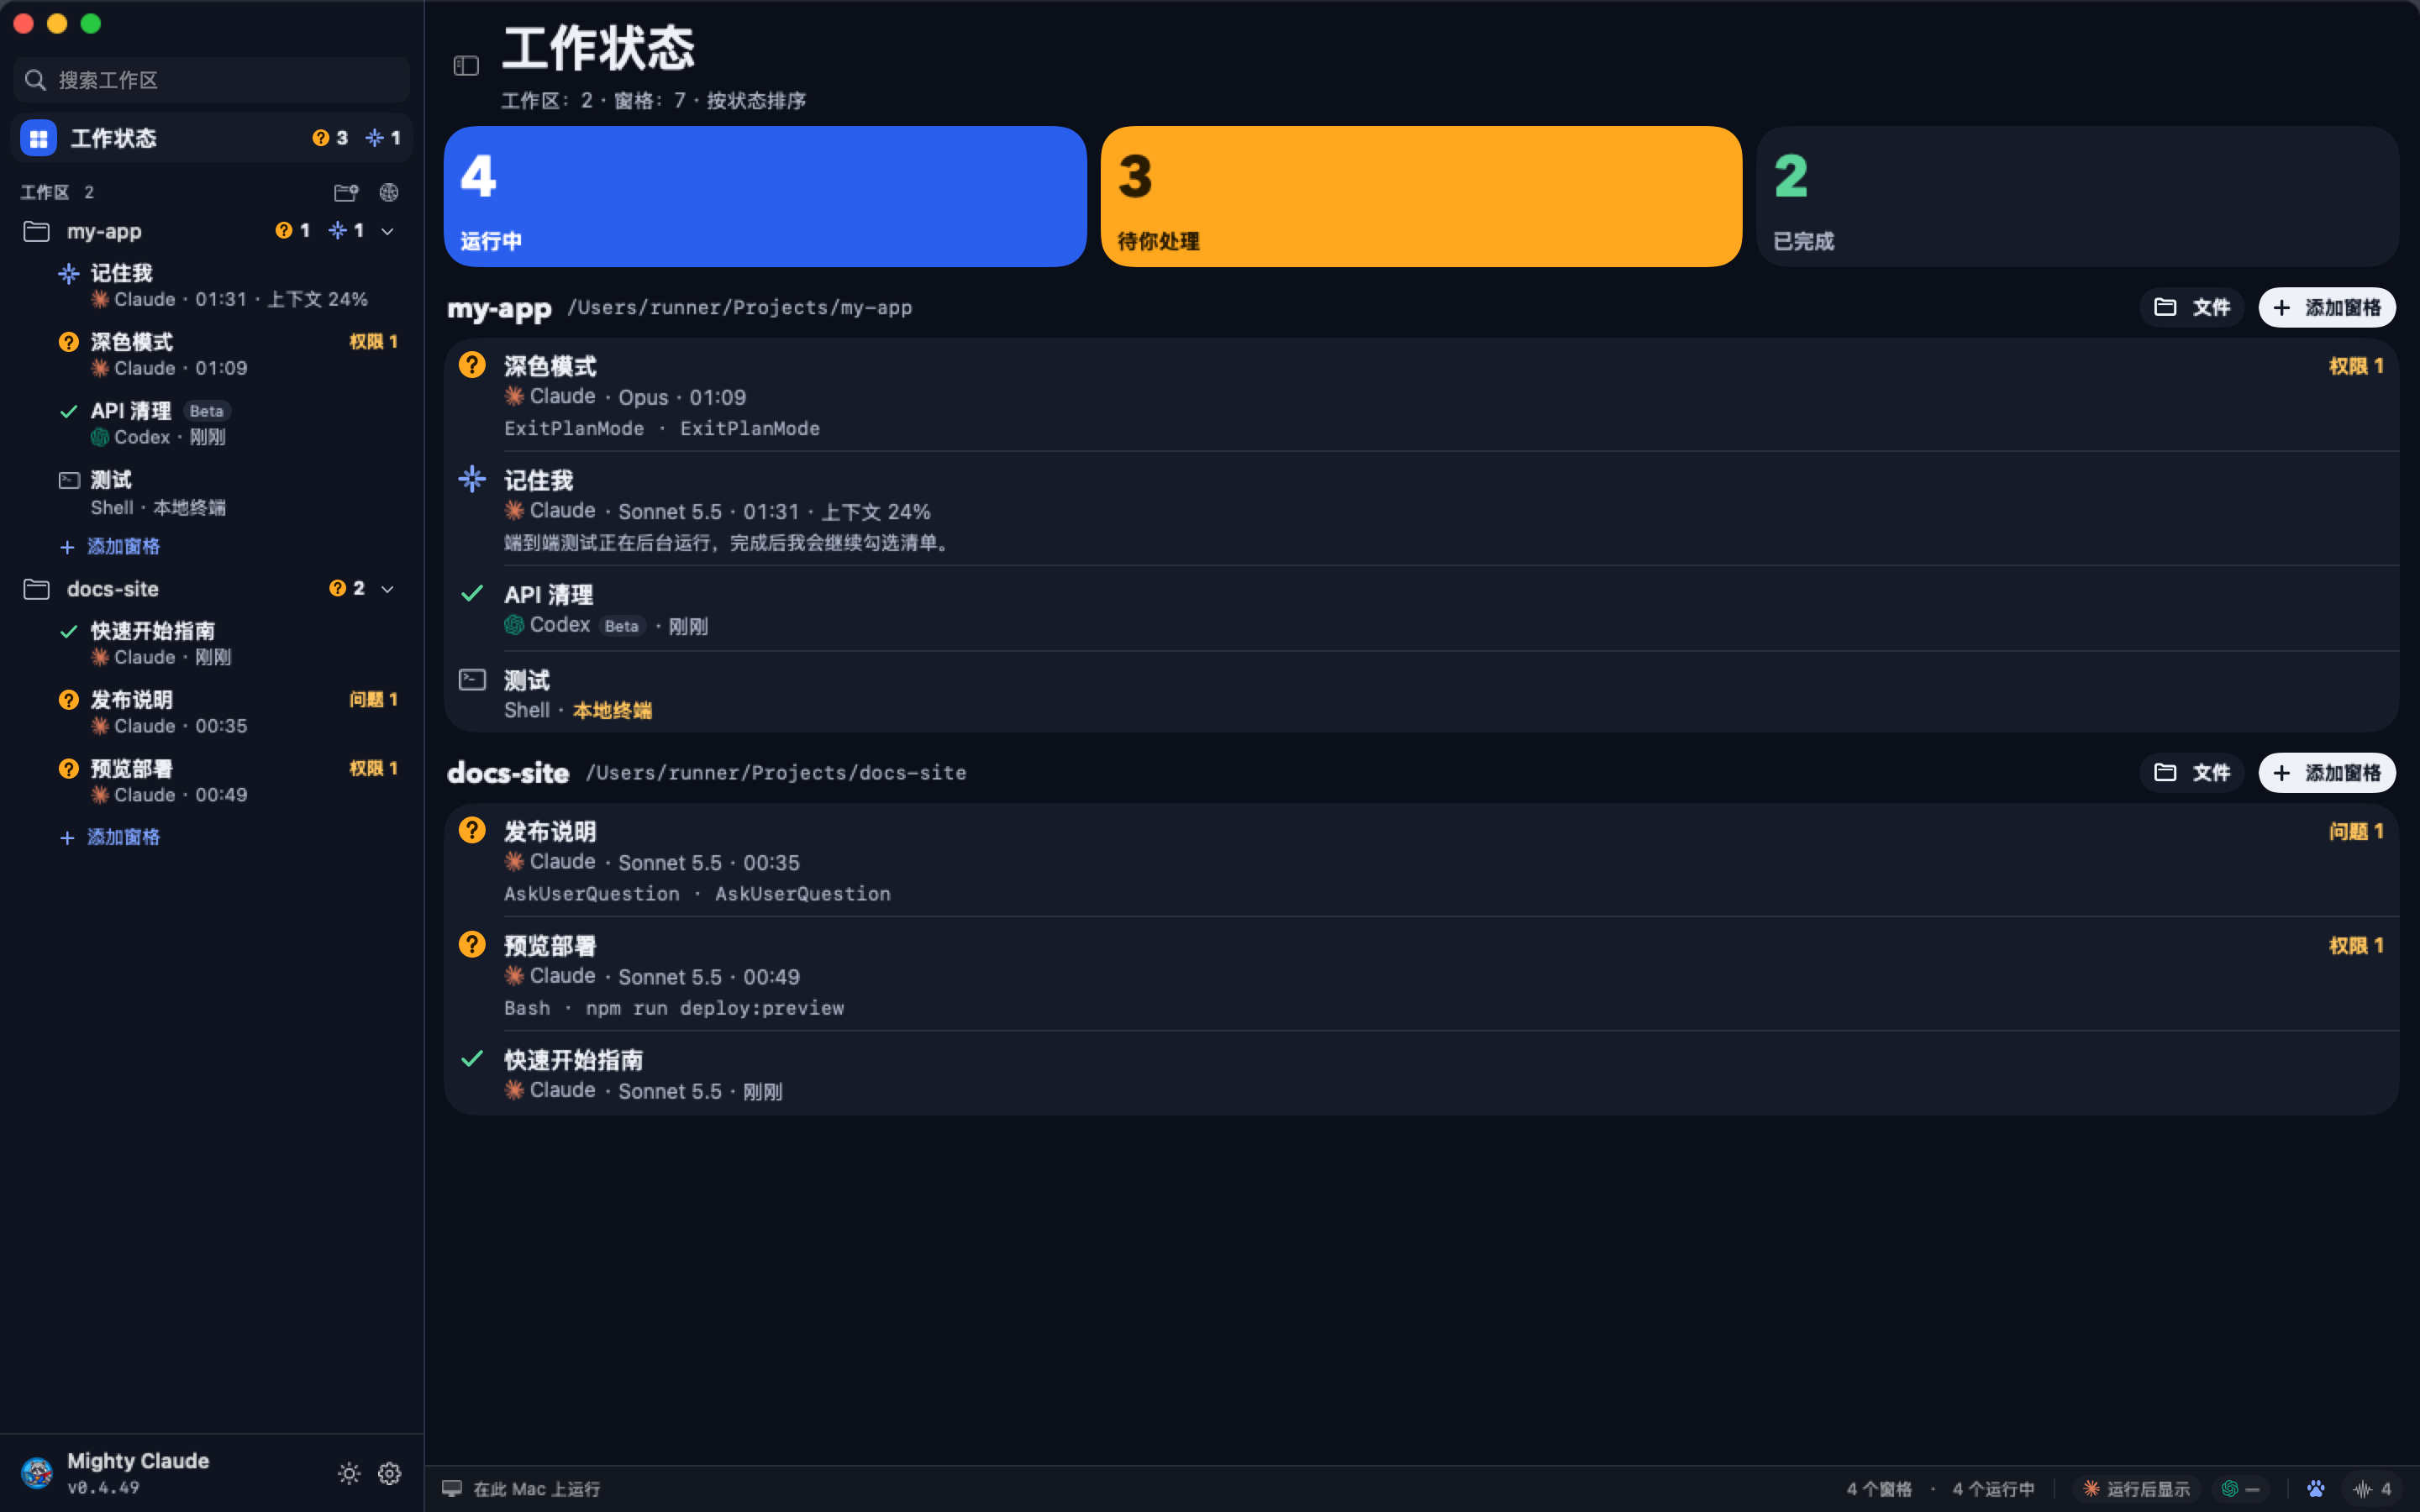 搜索工作区
工作状态 3 1
工作区 2
my-app 1 1
记住我
Claude · 01:31 · 上下文 24%
深色模式 权限 1
Claude · 01:09
API 清理 Beta
Codex · 刚刚
测试
Shell · 本地终端
+ 添加窗格
docs-site 2
快速开始指南
Claude · 刚刚
发布说明 问题 1
Claude · 00:35
预览部署 权限 1
Claude · 00:49
+ 添加窗格
Mighty Claude
v0.4.49
工作状态
工作区: 2 · 窗格: 7 · 按状态排序
4
运行中
3
待你处理
2
已完成
my-app /Users/runner/Projects/my-app 文件 + 添加窗格
深色模式 权限 1
Claude · Opus · 01:09
ExitPlanMode · ExitPlanMode
记住我
Claude · Sonnet 5.5 · 01:31 · 上下文 24%
端到端测试正在后台运行，完成后我会继续勾选清单。
API 清理
Codex Beta · 刚刚
测试
Shell · 本地终端
docs-site /Users/runner/Projects/docs-site 文件 + 添加窗格
发布说明 问题 1
Claude · Sonnet 5.5 · 00:35
AskUserQuestion · AskUserQuestion
预览部署 权限 1
Claude · Sonnet 5.5 · 00:49
Bash · npm run deploy:preview
快速开始指南
Claude · Sonnet 5.5 · 刚刚
在此 Mac 上运行 4 个窗格 · 4 个运行中 运行后显示 — 4